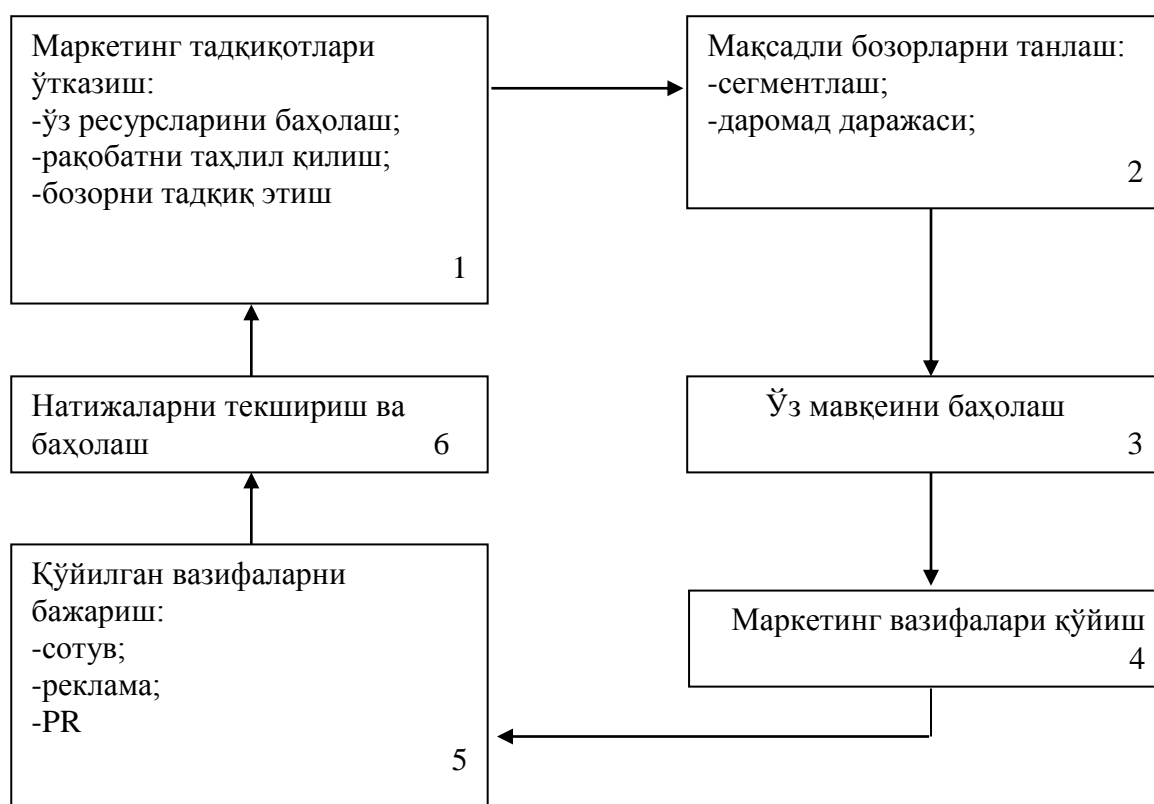 Маркетинг тадқиқотлари
ўтказиш:
-ўз ресурсларини баҳолаш;
-рақобатни таҳлил қилиш;
-бозорни тадқиқ этиш
1
Мақсадли бозорларни танлаш:
-сегментлаш;
-даромад даражаси;
2
Ўз мавқеини баҳолаш
3
Маркетинг вазифалари қўйиш
4
Қўйилган вазифаларни
бажариш:
-сотув;
-реклама;
-PR
5
Натижаларни текшириш ва
баҳолаш 6